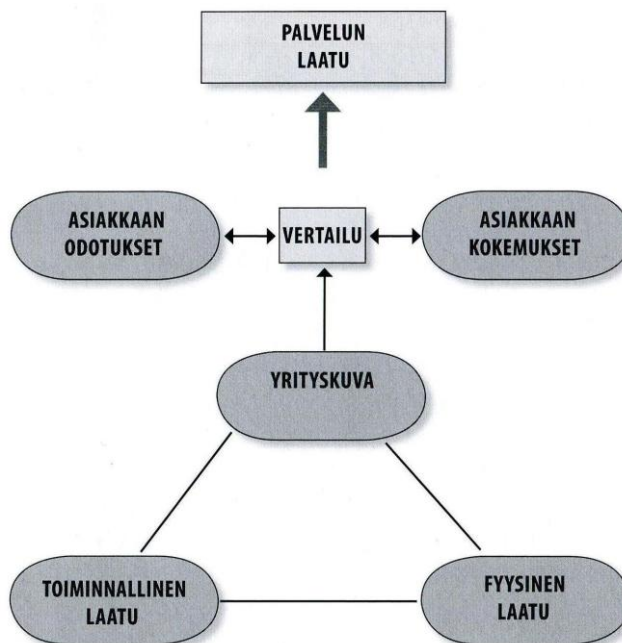 PALVELUN
LAATU
ASIAKKAAN
ODOTUKSET
VERTAILU
ASIAKKAAN
KOKEMUKSET
YRITYSKUVA
TOIMINNALLINEN
LAATU
FYYSINEN
LAATU